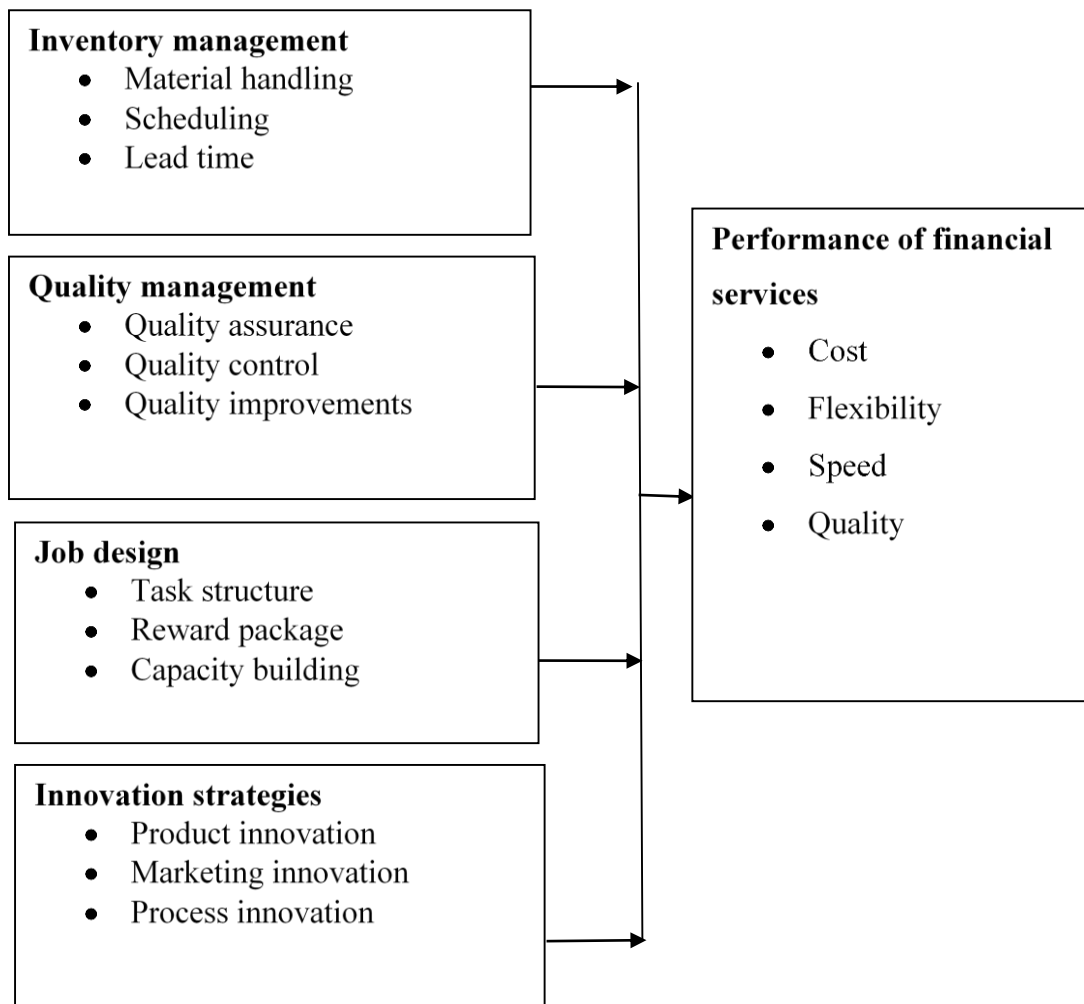 Inventory management
• Material handling
• Scheduling
• Lead time
Quality management
• Quality assurance
• Quality control
• Quality improvements
Job design
• Task structure
• Reward package
• Capacity building
Innovation strategies
• Product innovation
• Marketing innovation
• Process innovation
Performance of financial
services
• Cost
• Flexibility
• Speed
• Quality